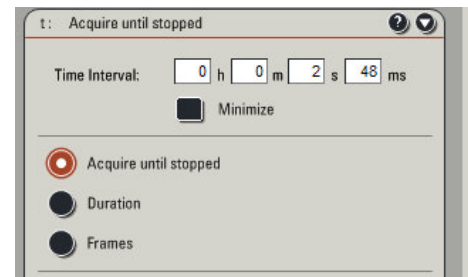 t: Acquire until stopped ?
Time Interval: 0 h 0 m 2 s 48 ms
Minimize
Acquire until stopped
Duration
Frames